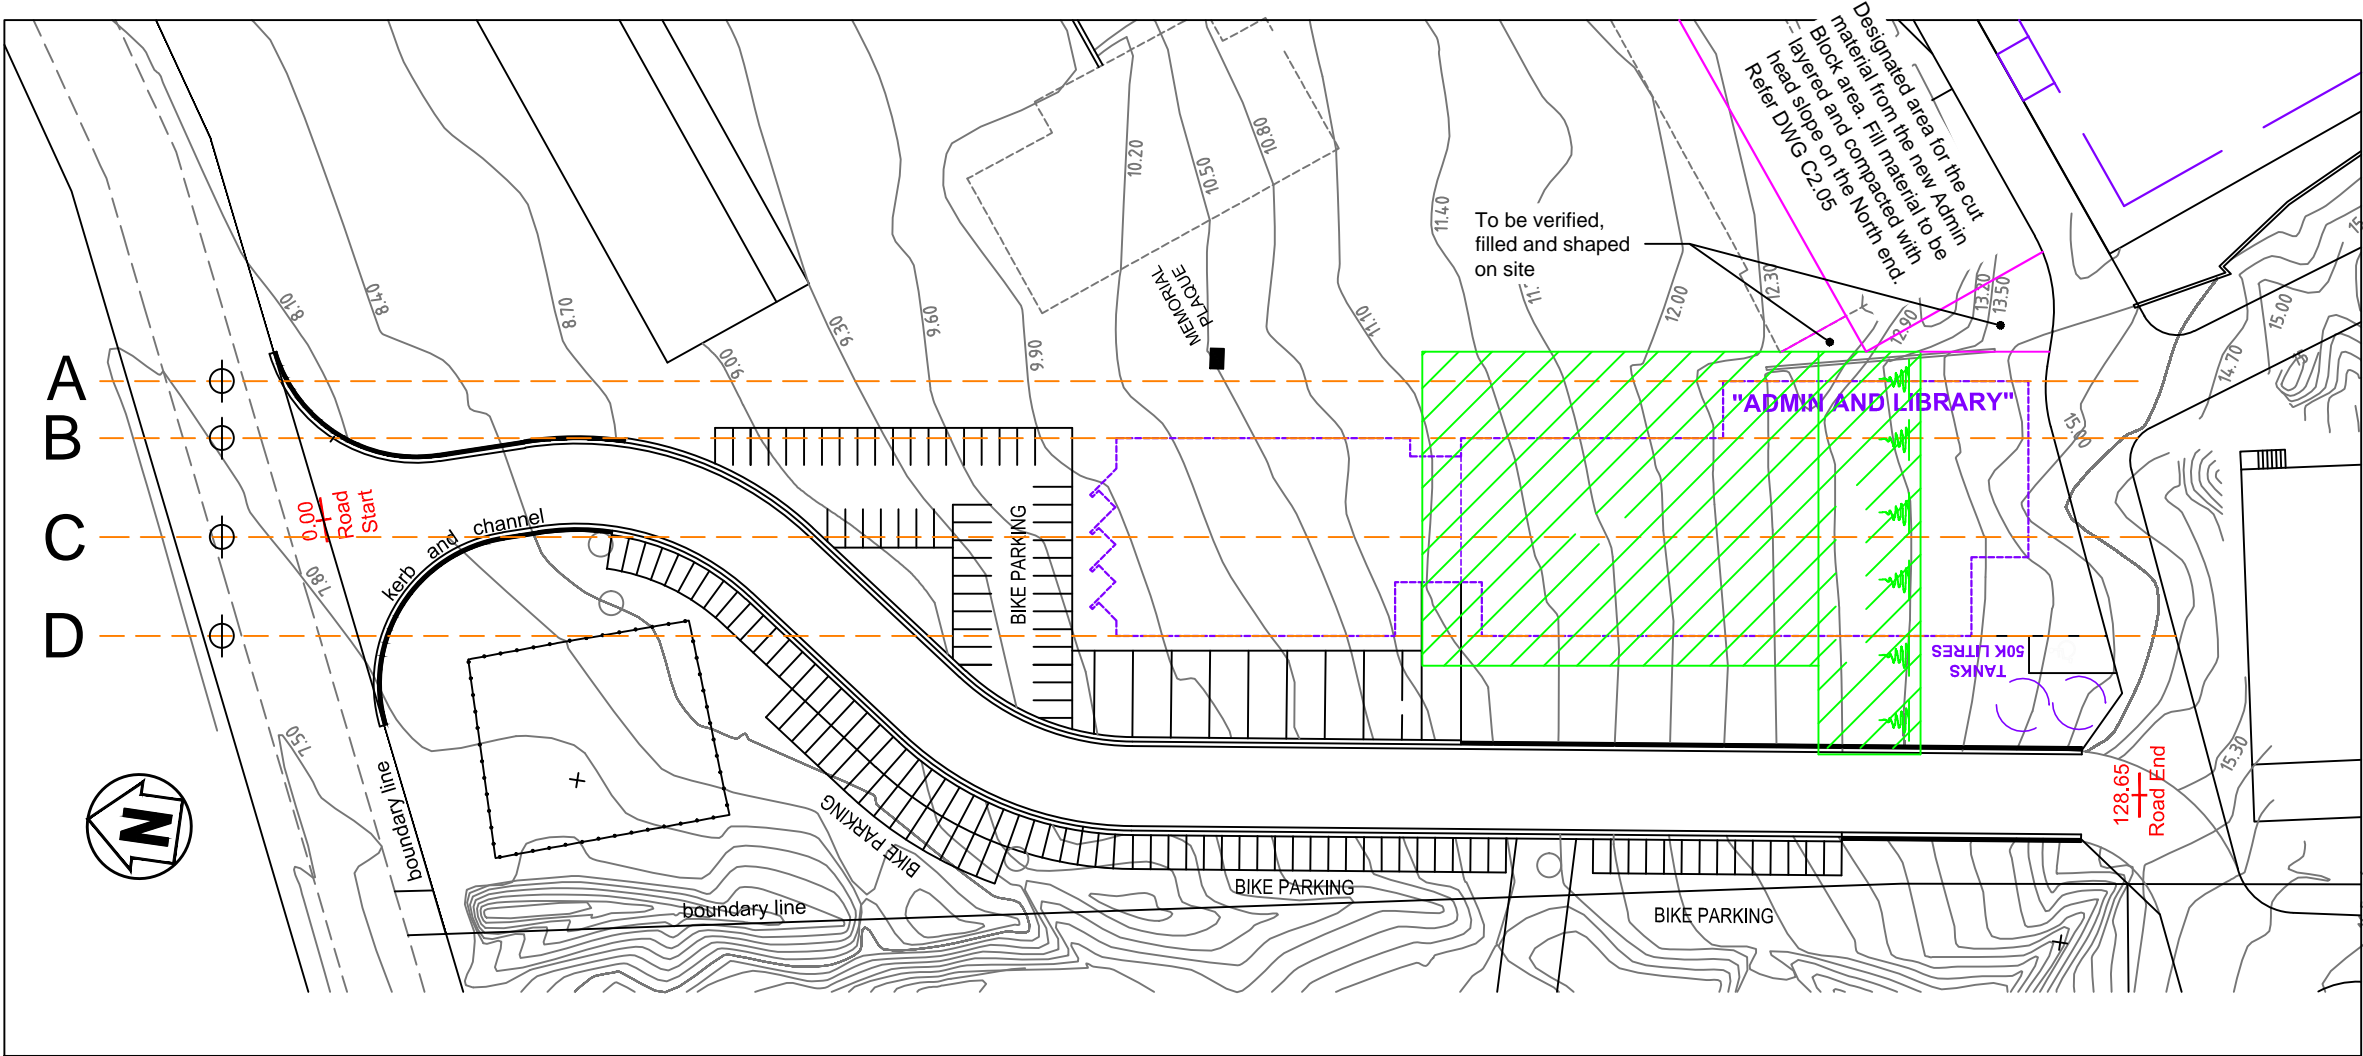 Designated area for the cut
material from the new Admin
Block area. Fill material to be
layered and compacted with
head slope on the North end.
Refer DWG C2.05
To be verified,
filled and shaped
on site
MEMORIAL
PLAQUE
8.10
8.40
8.70
9.00
9.30
9.60
9.90
10.20
10.50
10.80
11.10
11.40
12.00
12.30
12.90
13.20
13.50
14.70
15.00
15.00
15.30
7.80
7.50
A
B
C
D
"ADMIN AND LIBRARY"
0.00
Road
Start
kerb and channel
BIKE PARKING
BIKE PARKING
BIKE PARKING
BIKE PARKING
TANKS
50K LITRES
128.65
Road End
boundary line
boundary line
N